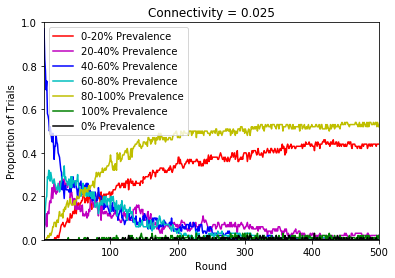 Connectivity = 0.025
Proportion of Trials
1.0
0.8
0.6
0.4
0.2
0.0
0-20% Prevalence
20-40% Prevalence
40-60% Prevalence
60-80% Prevalence
80-100% Prevalence
100% Prevalence
0% Prevalence
100 200 300 400 500
Round